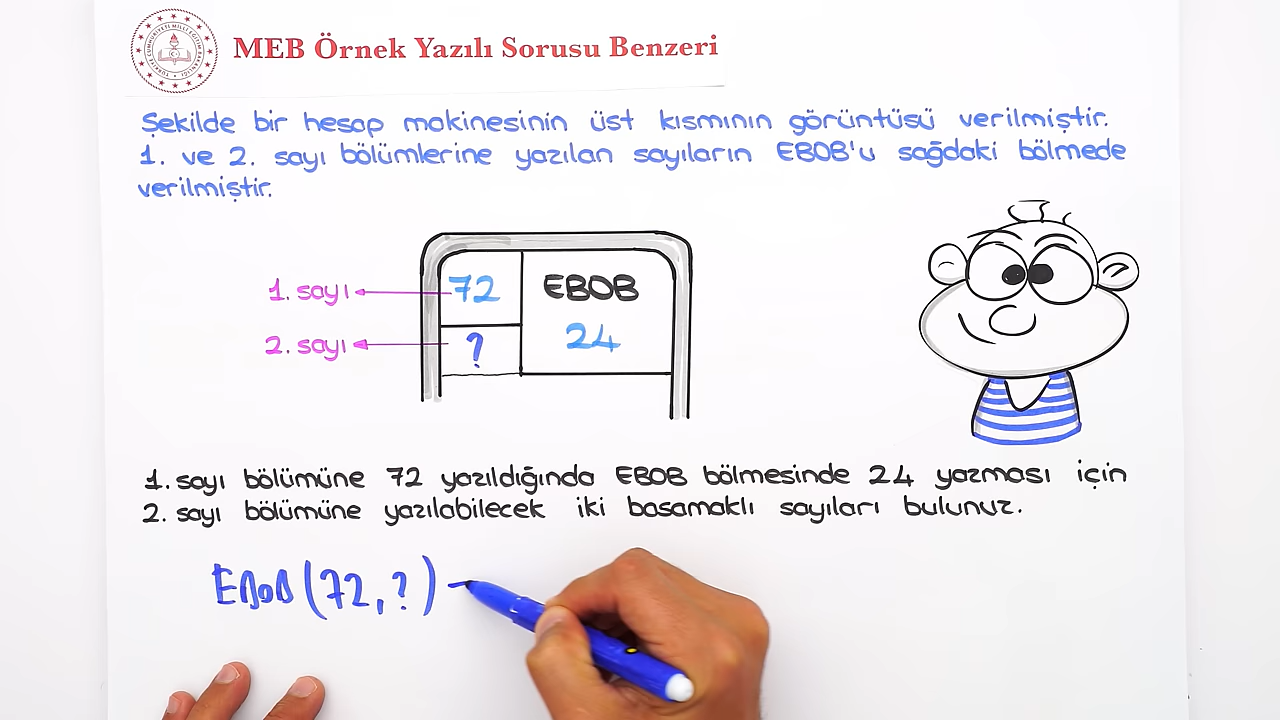 MEB Örnek Yazılı Sorusu Benzeri
Şekilde bir hesap makinesinin üst kısmının görüntüsü verilmiştir.
1. ve 2. sayı bölümlerine yazılan sayıların EBOB'u sağdaki bölmede
verilmiştir.
1. sayı 72 EBOB
2. sayı ? 24
1. sayı bölümüne 72 yazıldığında EBOB bölmesinde 24 yazması için
2. sayı bölümüne yazılabilecek iki basamaklı sayıları bulunuz.
EBOB (72, ?) -